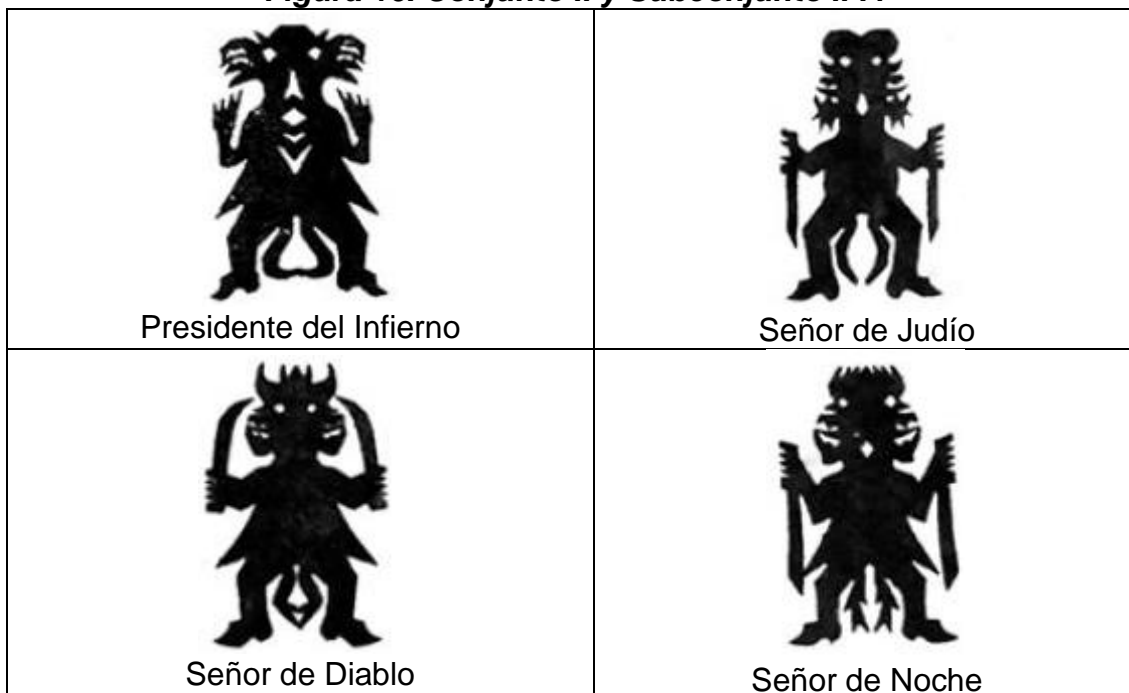 Presidente del Infierno
Señor de Judío
Señor de Diablo
Señor de Noche